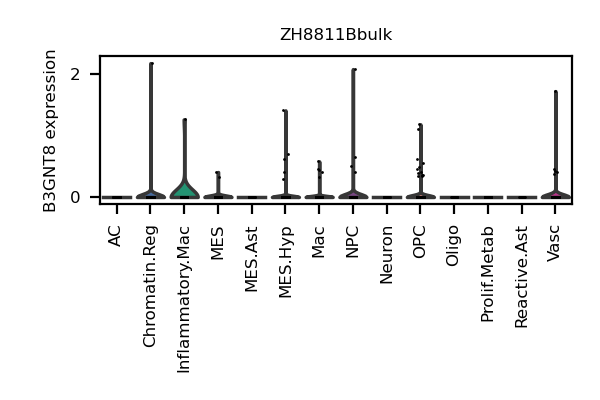 ZH8811Bbulk
B3GNT8 expression
2
0
AC
Chromatin.Reg
Inflammatory.Mac
MES
MES.Ast
MES.Hyp
Mac
NPC
Neuron
OPC
Oligo
Prolif.Metab
Reactive.Ast
Vasc